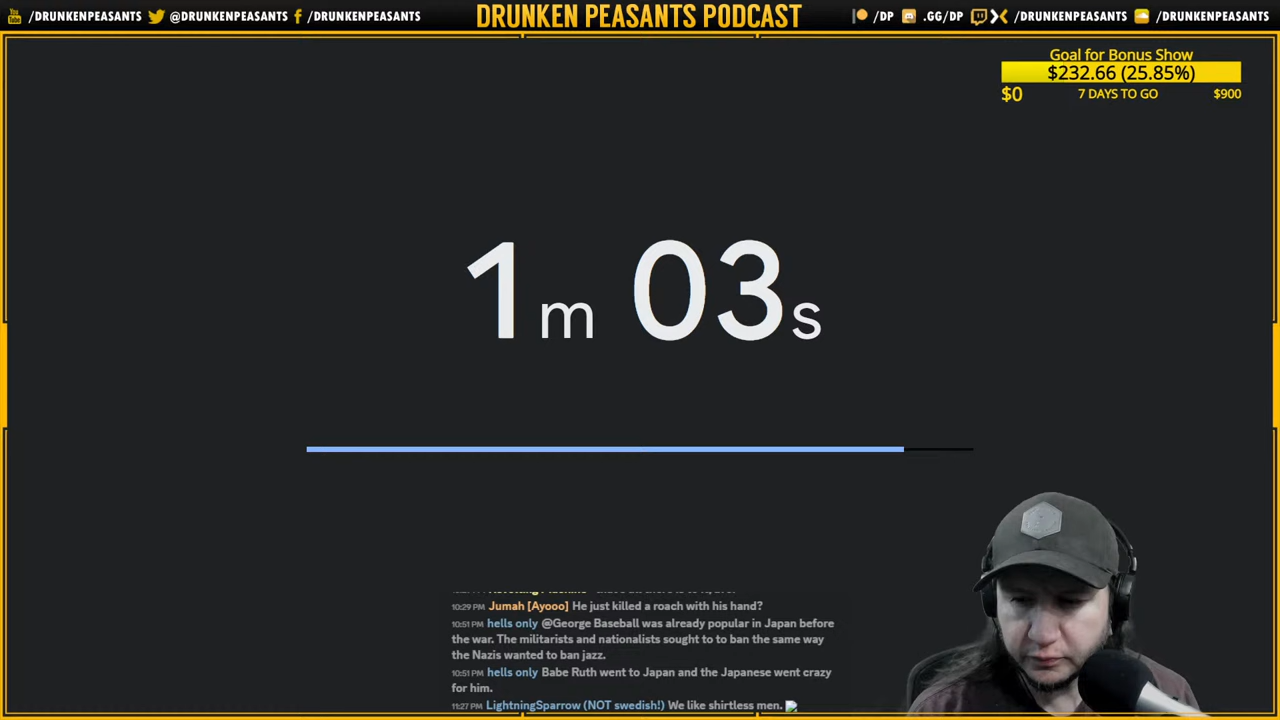 You Tube /DRUNKENPEASANTS @DRUNKENPEASANTS f /DRUNKENPEASANTS DRUNKEN PEASANTS PODCAST /DP .GG/DP /DRUNKENPEASANTS /DRUNKENPEASANTS
Goal for Bonus Show
$232.66 (25.85%)
$0 7 DAYS TO GO $900
1m 03s
10:29 PM Jumah [Ayooo] He just killed a roach with his hand?
10:51 PM hells only @George Baseball was already popular in Japan before
the war. The militarists and nationalists sought to to ban the same way
the Nazis wanted to ban jazz.
10:51 PM hells only Babe Ruth went to Japan and the Japanese went crazy
for him.
11:27 PM LightningSparrow (NOT swedish!) We like shirtless men.